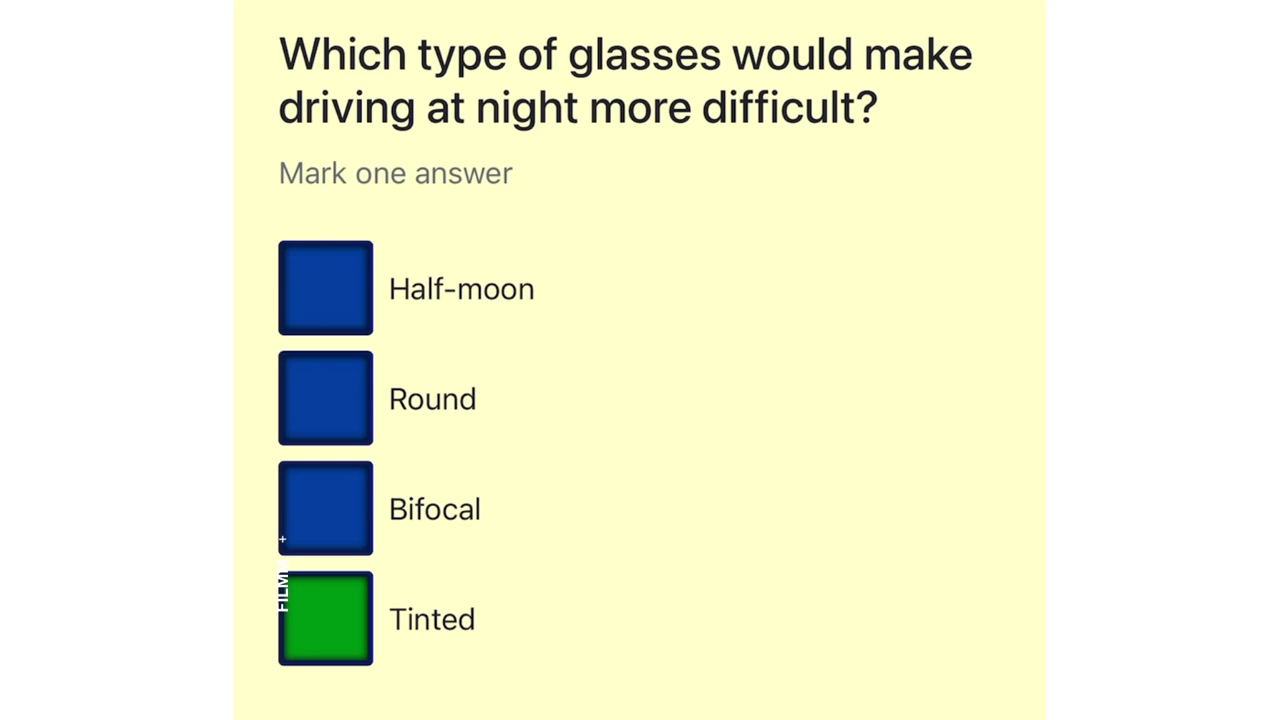 Which type of glasses would make
driving at night more difficult?
Mark one answer
Half-moon
Round
Bifocal
Tinted